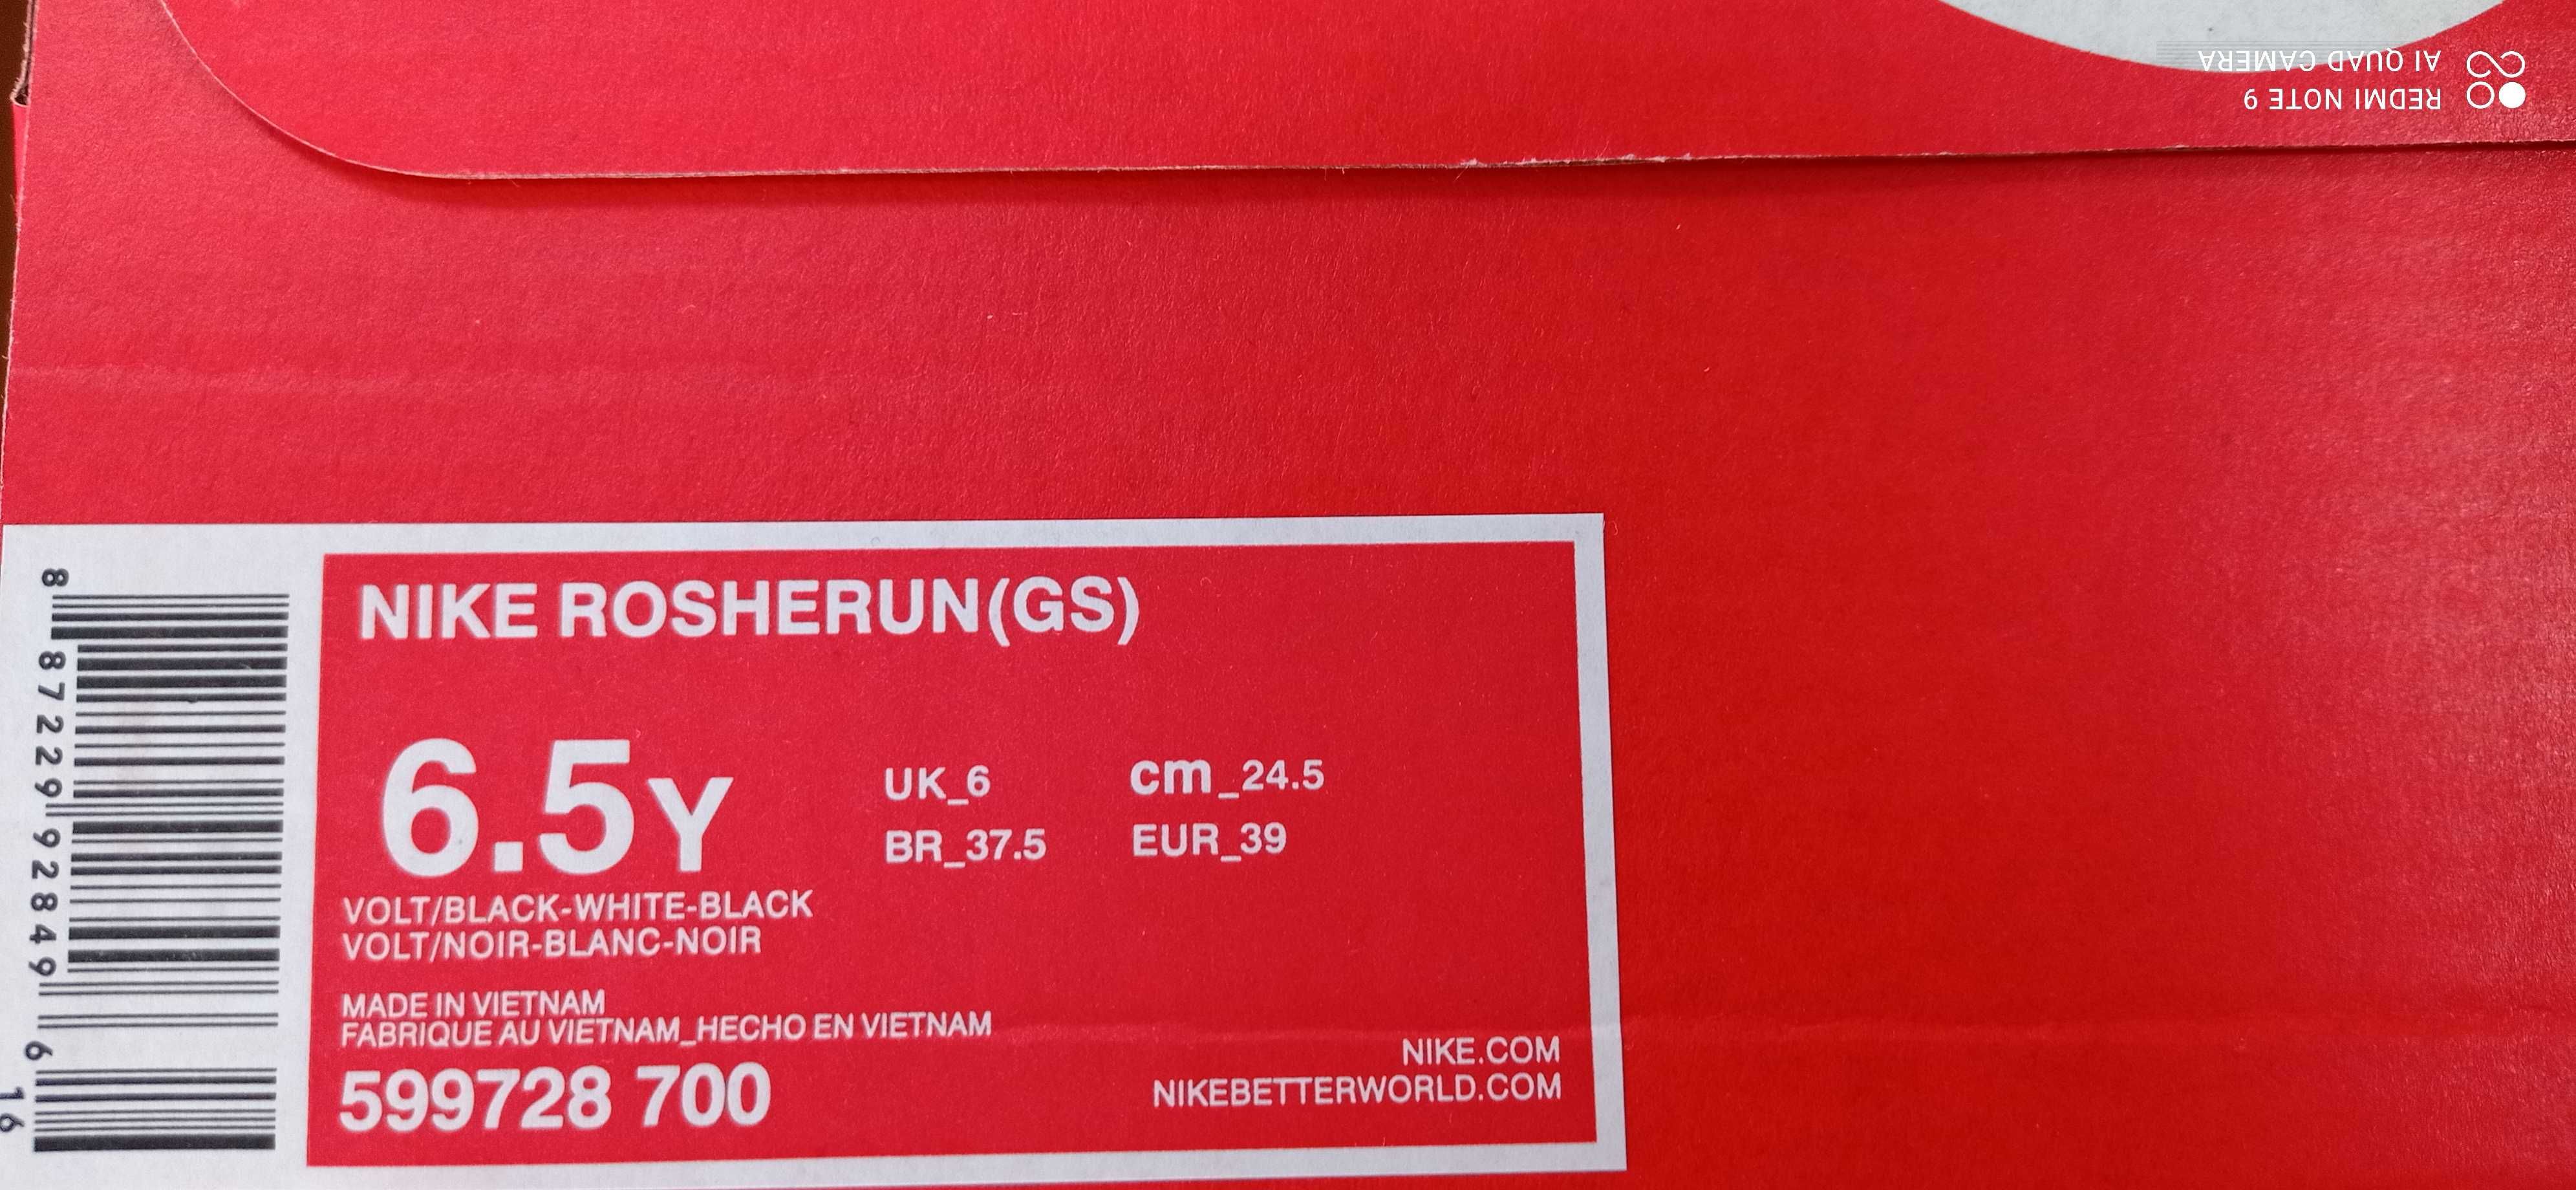 REDMI NOTE 9
AI QUAD CAMERA
NIKE ROSHERUN(GS)
6.5Y
UK_6
cm_24.5
BR_37.5
EUR_39
VOLT/BLACK-WHITE-BLACK
VOLT/NOIR-BLANC-NOIR
MADE IN VIETNAM
FABRIQUE AU VIETNAM_HECHO EN VIETNAM
599728 700
NIKE.COM
NIKEBETTERWORLD.COM
8 87229 92849 6
16